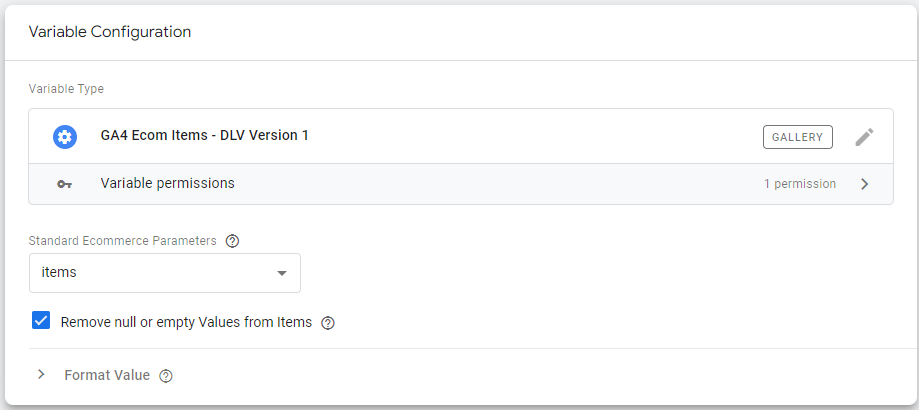 Variable Configuration
Variable Type
GA4 Ecom Items - DLV Version 1
GALLERY
Variable permissions
1 permission
Standard Ecommerce Parameters
items
Remove null or empty Values from Items
Format Value